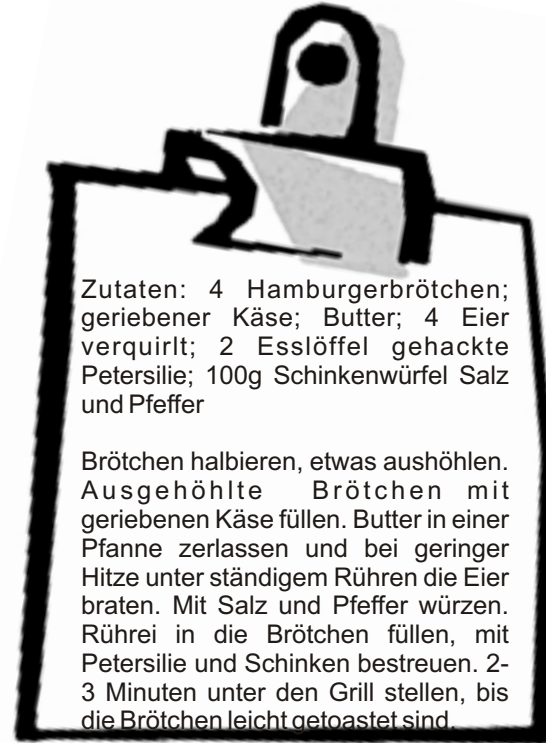 Zutaten: 4 Hamburgerbrötchen;
geriebener Käse; Butter; 4 Eier
verquirlt; 2 Esslöffel gehackte
Petersilie; 100g Schinkenwürfel Salz
und Pfeffer
Brötchen halbieren, etwas aushöhlen.
Ausgehöhlte Brötchen mit
geriebenen Käse füllen. Butter in einer
Pfanne zerlassen und bei geringer
Hitze unter ständigem Rühren die Eier
braten. Mit Salz und Pfeffer würzen.
Rührei in die Brötchen füllen, mit
Petersilie und Schinken bestreuen. 2-
3 Minuten unter den Grill stellen, bis
die Brötchen leicht getoastet sind.